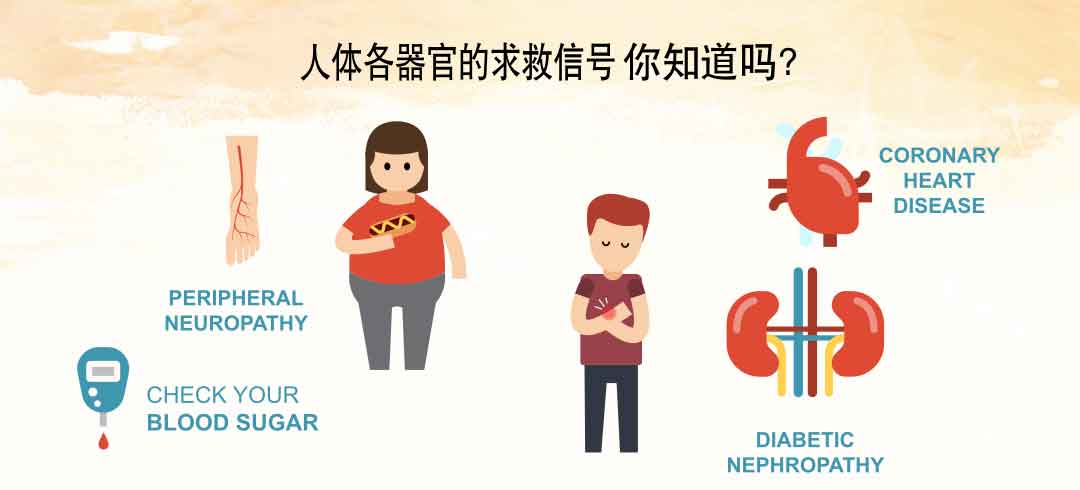 人体各器官的求救信号 你知道吗?
PERIPHERAL
NEUROPATHY
CHECK YOUR
BLOOD SUGAR
CORONARY
HEART
DISEASE
DIABETIC
NEPHROPATHY